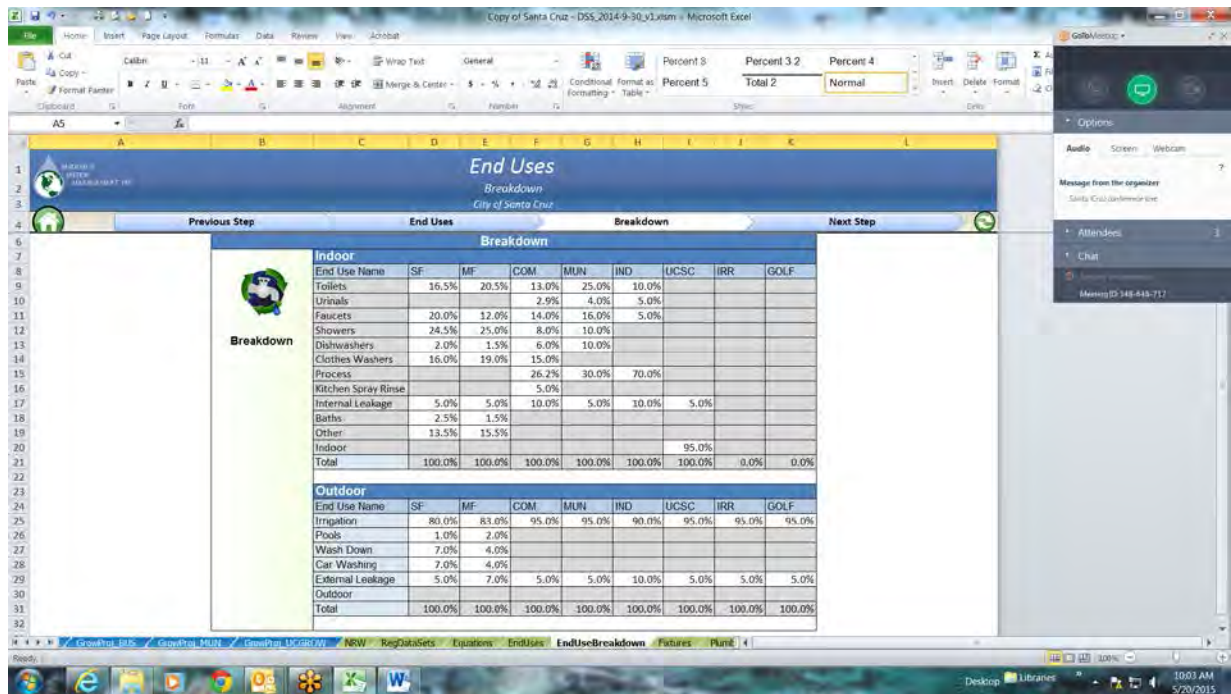 Copy of Santa Cruz - DSS_2014-9-30_v1.xlsm - Microsoft Excel
File Home Insert Page Layout Formulas Data Review View Acrobat
Cut
Copy
Format Painter
Paste
Calibri 11
Wrap Text
Merge & Center
General
Conditional Formatting
Format as Table
Percent 3 Percent 3 2 Percent 4
Percent 5 Total 2 Normal
Insert Delete Format
Clipboard Font Alignment Number Styles Cells
A5 fx
A B C D E F G H I J K L
End Uses
Breakdown
City of Santa Cruz
Previous Step End Uses Breakdown Next Step
Breakdown
Breakdown
Indoor
End Use Name SF MF COM MUN IND UCSC IRR GOLF
Toilets 16.5% 20.5% 13.0% 25.0% 10.0%
Urinals 2.9% 4.0% 5.0%
Faucets 20.0% 12.0% 14.0% 16.0% 5.0%
Showers 24.5% 25.0% 8.0% 10.0%
Dishwashers 2.0% 1.5% 6.0% 10.0%
Clothes Washers 16.0% 19.0% 15.0%
Process 26.2% 30.0% 70.0%
Kitchen Spray Rinse 5.0%
Internal Leakage 5.0% 5.0% 10.0% 5.0% 10.0% 5.0%
Baths 2.5% 1.5%
Other 13.5% 15.5%
Indoor 95.0%
Total 100.0% 100.0% 100.0% 100.0% 100.0% 100.0% 0.0% 0.0%
Outdoor
End Use Name SF MF COM MUN IND UCSC IRR GOLF
Irrigation 80.0% 83.0% 95.0% 95.0% 90.0% 95.0% 95.0% 95.0%
Pools 1.0% 2.0%
Wash Down 7.0% 4.0%
Car Washing 7.0% 4.0%
External Leakage 5.0% 7.0% 5.0% 5.0% 10.0% 5.0% 5.0% 5.0%
Outdoor
Total 100.0% 100.0% 100.0% 100.0% 100.0% 100.0% 100.0% 100.0%
GrowProj_BUS GrowProj_MUN GrowProj_UCGROW NRW RegDataSets Equations EndUses EndUseBreakdown Fixtures
Ready
100%
GoToMeeting
Options
Audio Screen Webcam
?
Message from the organizer
Santa Cruz conference line
Attendees 3
Chat
Meeting ID: 148-648-717
Desktop Libraries
10:03 AM
5/20/2015